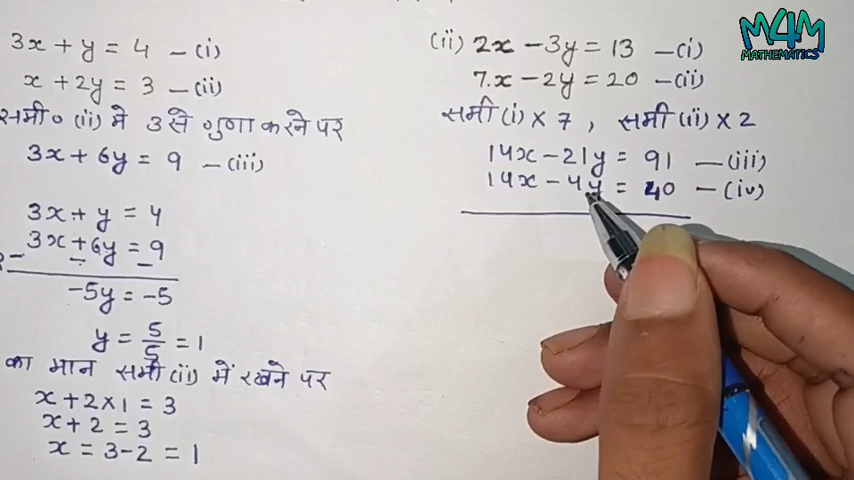 3x + y = 4 – (i)
x + 2y = 3 – (ii)
समी० (ii) मे 3 से गुणा करने पर
3x + 6y = 9 – (iii)
3x + y = 4
3x + 6y = 9
– – –
-5y = -5
y = 5/5 = 1
का मान समी (ii) में रखने पर
x + 2 × 1 = 3
x + 2 = 3
x = 3 - 2 = 1
(ii) 2x - 3y = 13 – (i)
7.x - 2y = 20 – (ii)
समी (i) × 7 , समी (ii) × 2
14x - 21y = 91 — (iii)
14x - 4y = 40 – (iv)
M4M
MATHEMATICS